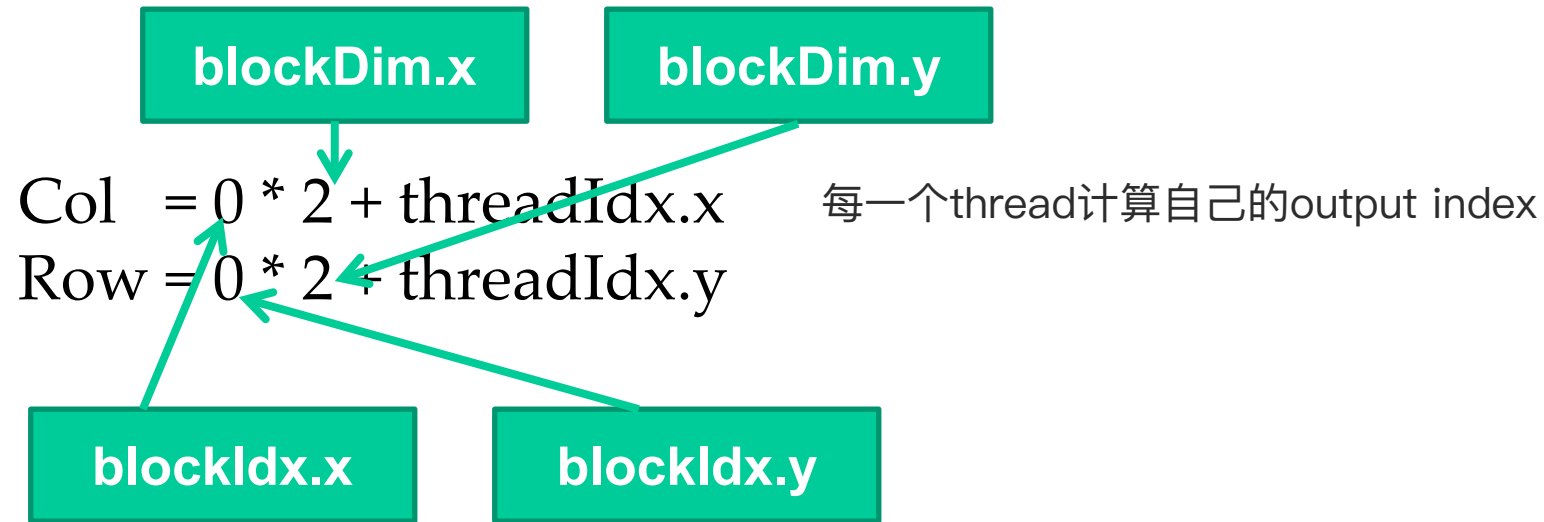 blockDim.x blockDim.y
Col = 0 * 2 + threadIdx.x 每一个thread计算自己的output index
Row = 0 * 2 + threadIdx.y
blockIdx.x blockIdx.y